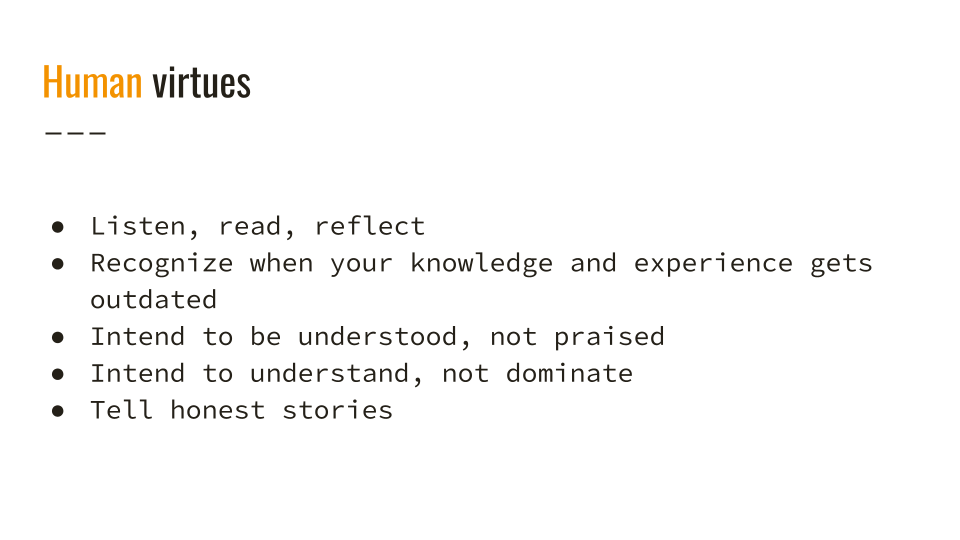 Human virtues
———
● Listen, read, reflect
● Recognize when your knowledge and experience gets
outdated
● Intend to be understood, not praised
● Intend to understand, not dominate
● Tell honest stories